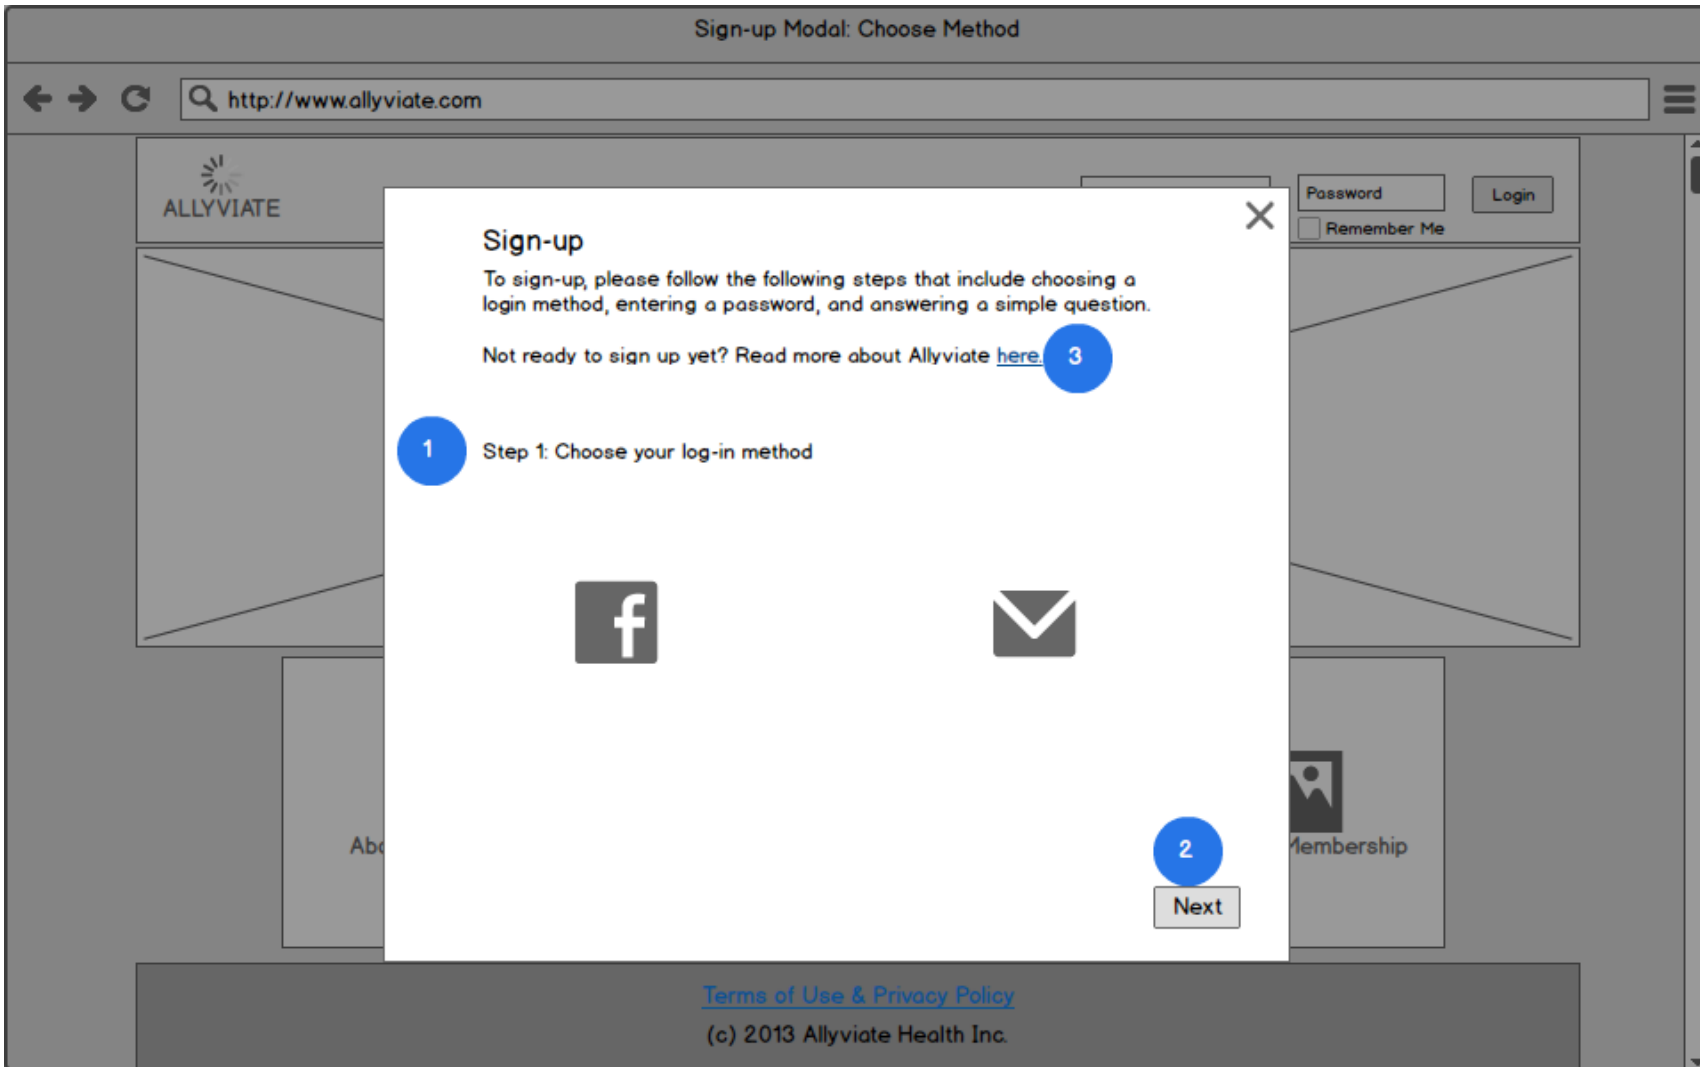 Sign-up Modal: Choose Method
http://www.allyviate.com
ALLYVIATE
Password
Login
Remember Me
Sign-up
To sign-up, please follow the following steps that include choosing a
login method, entering a password, and answering a simple question.
Not ready to sign up yet? Read more about Allyviate here.
3
1
Step 1: Choose your log-in method
f
2
Abo
Membership
Next
Terms of Use & Privacy Policy
(c) 2013 Allyviate Health Inc.